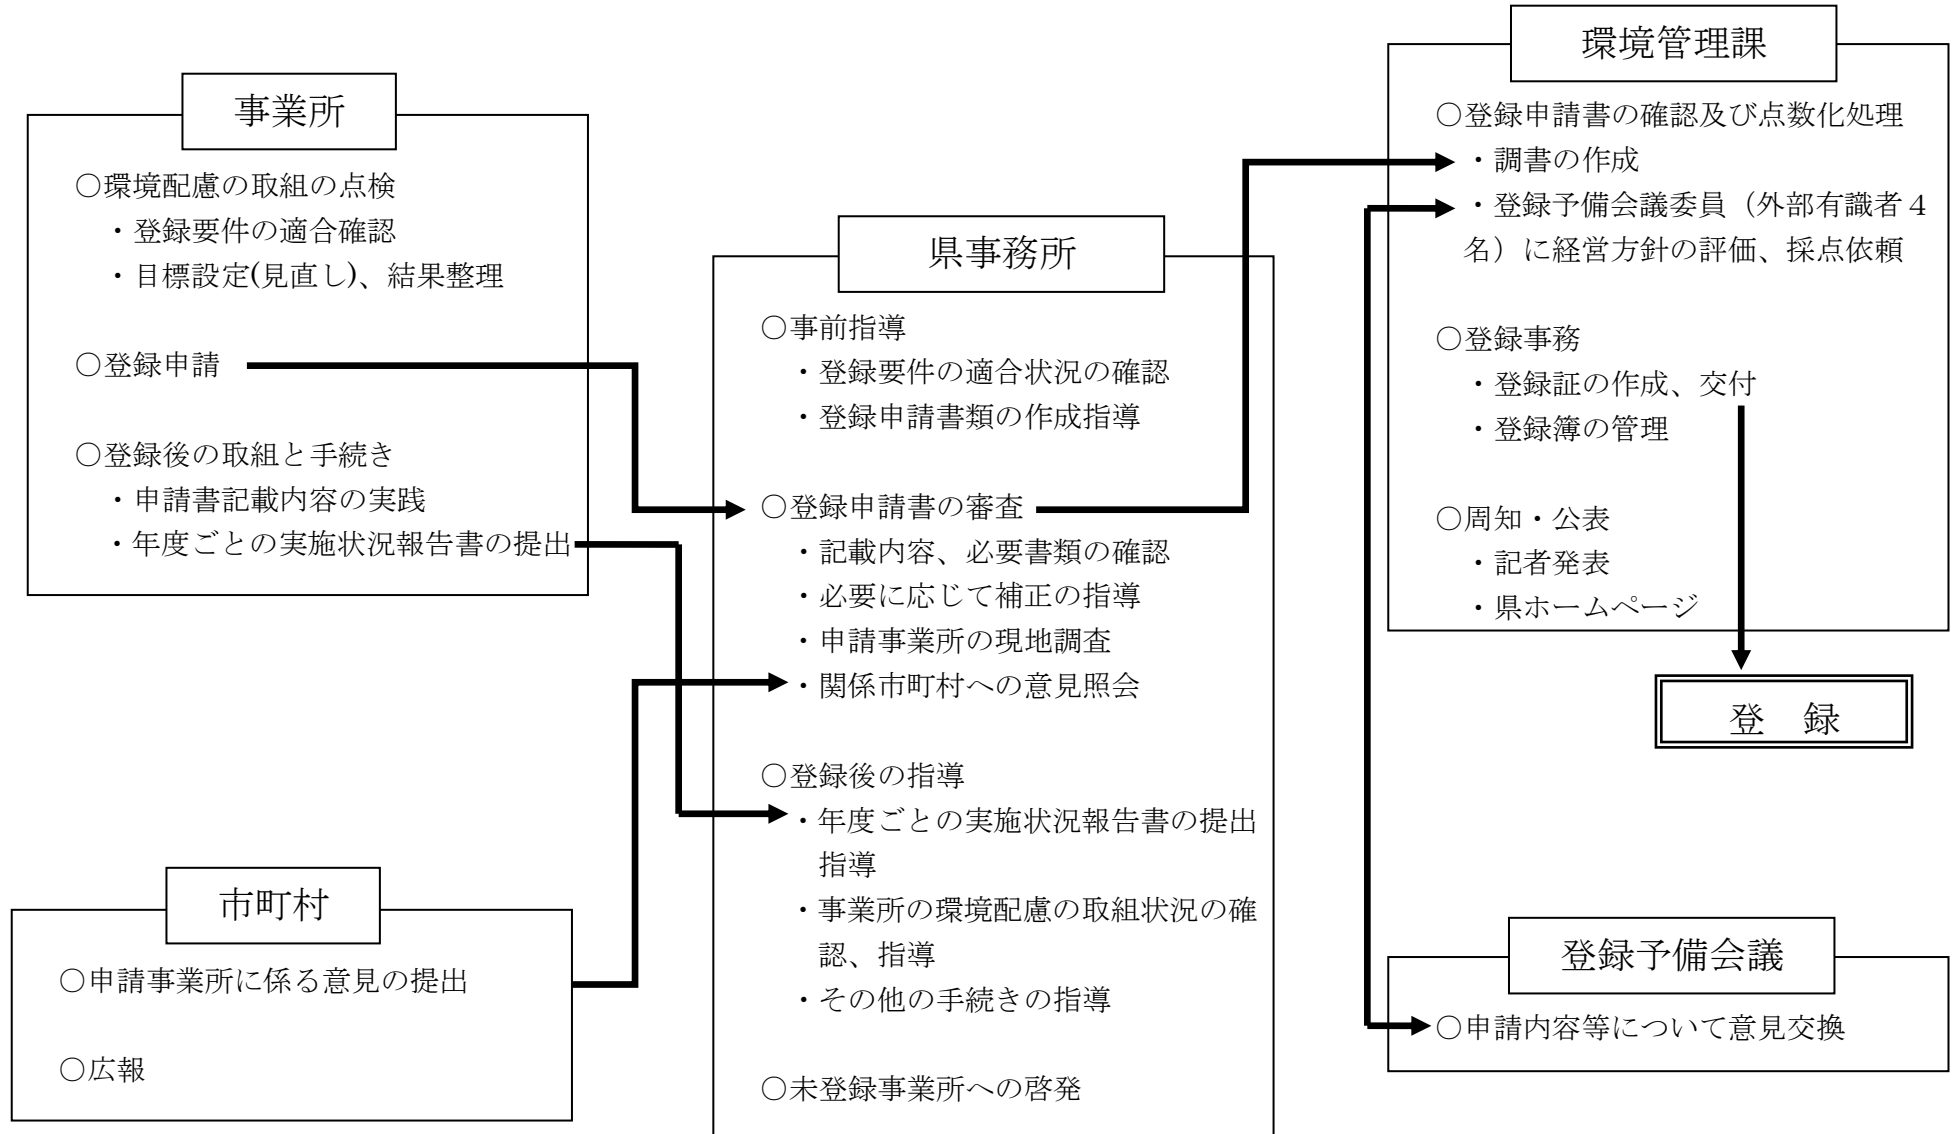 事業所
○環境配慮の取組の点検
・登録要件の適合確認
・目標設定(見直し)、結果整理
○登録申請
○登録後の取組と手続き
・申請書記載内容の実践
・年度ごとの実施状況報告書の提出
市町村
○申請事業所に係る意見の提出
○広報
県事務所
○事前指導
・登録要件の適合状況の確認
・登録申請書類の作成指導
○登録申請書の審査
・記載内容、必要書類の確認
・必要に応じて補正の指導
・申請事業所の現地調査
・関係市町村への意見照会
○登録後の指導
・年度ごとの実施状況報告書の提出
指導
・事業所の環境配慮の取組状況の確
認、指導
・その他の手続きの指導
○未登録事業所への啓発
環境管理課
○登録申請書の確認及び点数化処理
・調書の作成
・登録予備会議委員（外部有識者４
名）に経営方針の評価、採点依頼
○登録事務
・登録証の作成、交付
・登録簿の管理
○周知・公表
・記者発表
・県ホームページ
登　録
登録予備会議
○申請内容等について意見交換